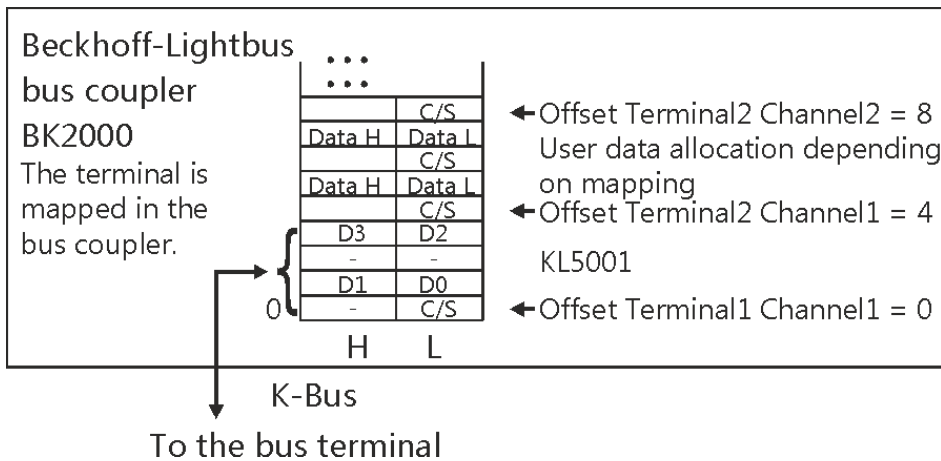 Beckhoff-Lightbus
bus coupler
BK2000
The terminal is
mapped in the
bus coupler.
C/S
Data H Data L
C/S
Data H Data L
C/S
D3 D2
- -
D1 D0
0 - C/S
H L
Offset Terminal2 Channel2 = 8
User data allocation depending
on mapping
Offset Terminal2 Channel1 = 4
KL5001
Offset Terminal1 Channel1 = 0
K-Bus
To the bus terminal